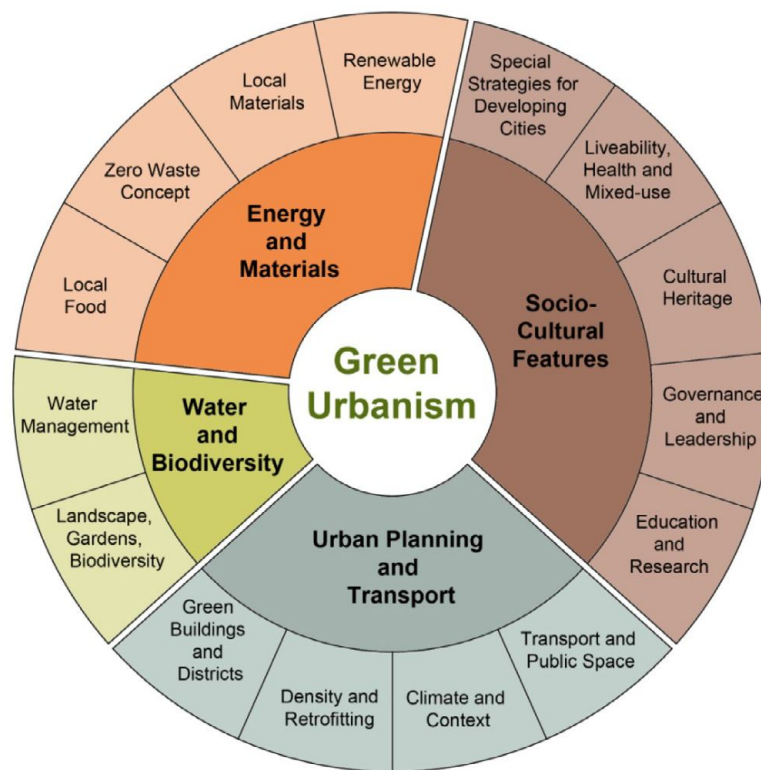 Green
Urbanism
Energy
and
Materials
Local
Food
Zero Waste
Concept
Local
Materials
Renewable
Energy
Socio-
Cultural
Features
Special
Strategies for
Developing
Cities
Liveability,
Health and
Mixed-use
Cultural
Heritage
Governance
and
Leadership
Education
and
Research
Urban Planning
and
Transport
Transport and
Public Space
Climate and
Context
Density and
Retrofitting
Green
Buildings
and
Districts
Water
and
Biodiversity
Landscape,
Gardens,
Biodiversity
Water
Management